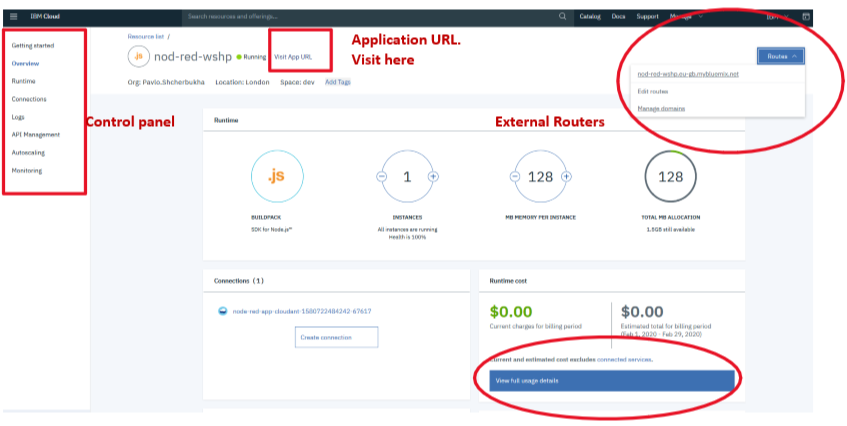 IBM Cloud
Search resources and offerings...
Catalog Docs Support Manage
Resource list /
.js nod-red-wshp Running Visit App URL
Application URL.
Visit here
Routes
Org: Pavlo.Shcherbukha Location: London Space: dev Add Tags
nod-red-wshp.eu-gb.mybluemix.net
Edit routes
Manage domains
Getting started
Overview
Runtime
Connections
Logs
API Management
Autoscaling
Monitoring
Control panel
Runtime
External Routers
.js
1
128
128
BUILDPACK
SDK for Node.js™
INSTANCES
All instances are running
Health is 100%
MB MEMORY PER INSTANCE
TOTAL MB ALLOCATION
1.5GB still available
Connections (1)
node-red-app-cloudant-1580722484242-67617
Create connection
Runtime cost
$0.00
Current charges for billing period
$0.00
Estimated total for billing period
(Feb 1, 2020 - Feb 29, 2020)
Current and estimated cost excludes connected services.
View full usage details